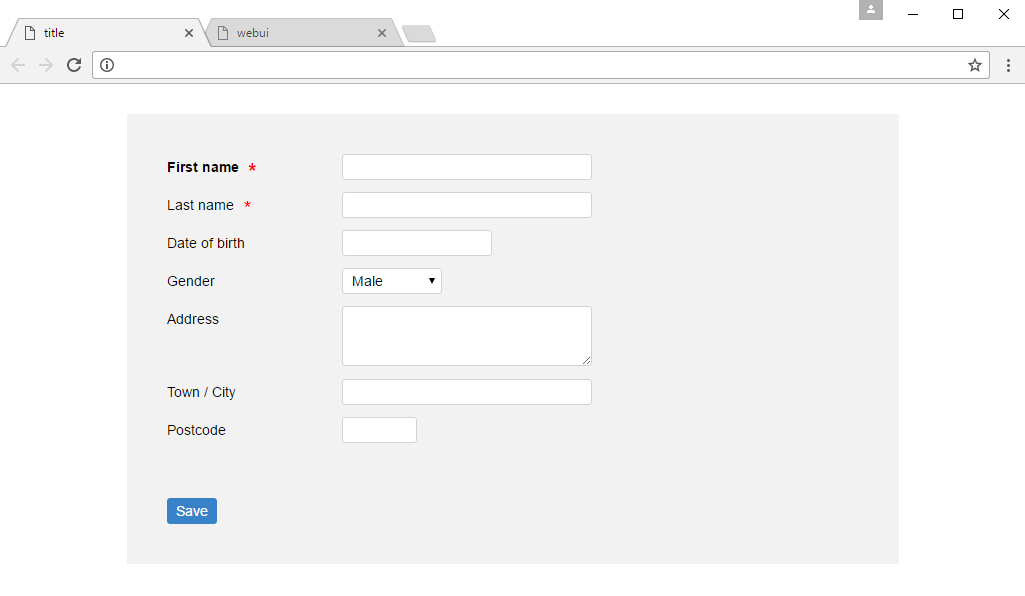 title
webui
First name *
Last name *
Date of birth
Gender
Male
Address
Town / City
Postcode
Save